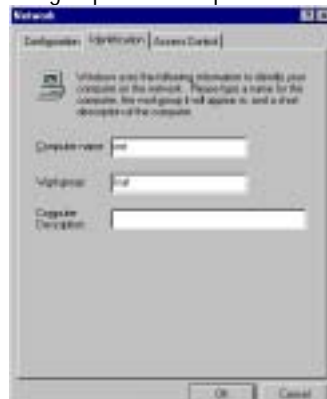 Network
Configuration Identification Access Control
Windows uses the following information to identify your
computer on the network. Please type a name for the
computer, the workgroup it will appear in, and a short
description of the computer.
Computer name:
Workgroup:
Computer
Description:
OK Cancel